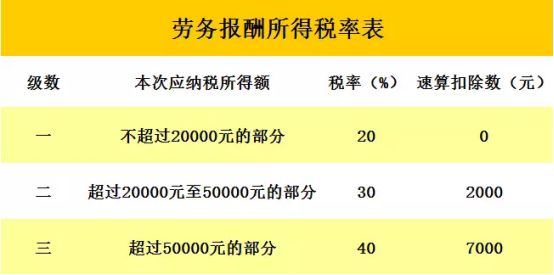 劳务报酬所得税率表
级数 本次应纳税所得额 税率（%） 速算扣除数（元）
一 不超过20000元的部分 20 0
二 超过20000元至50000元的部分 30 2000
三 超过50000元的部分 40 7000